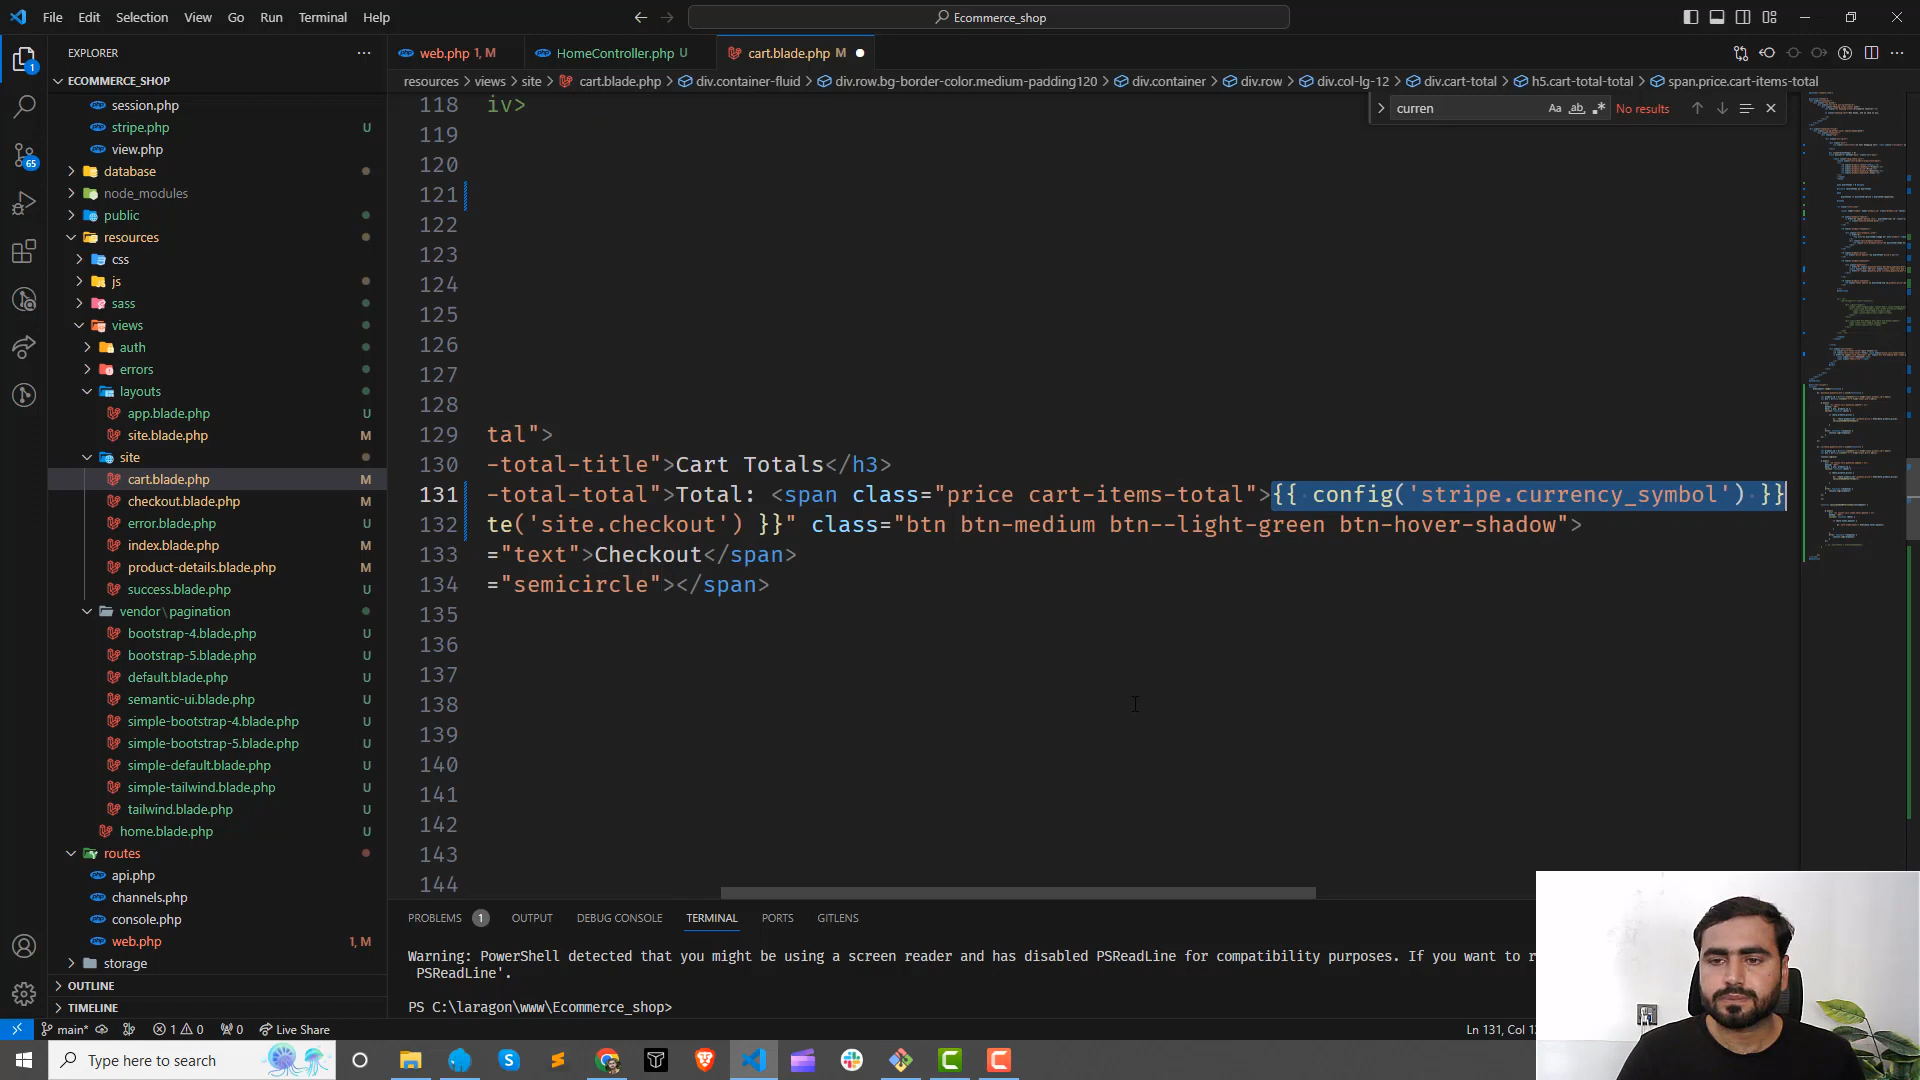 File Edit Selection View Go Run Terminal Help
Ecommerce_shop
EXPLORER
ECOMMERCE_SHOP
session.php
stripe.php U
view.php
database
node_modules
public
resources
css
js
sass
views
auth
errors
layouts
app.blade.php U
site.blade.php M
site
cart.blade.php M
checkout.blade.php M
error.blade.php M
index.blade.php M
product-details.blade.php M
success.blade.php U
vendor\pagination
bootstrap-4.blade.php U
bootstrap-5.blade.php U
default.blade.php U
semantic-ui.blade.php U
simple-bootstrap-4.blade.php U
simple-bootstrap-5.blade.php U
simple-default.blade.php U
simple-tailwind.blade.php U
tailwind.blade.php U
home.blade.php U
routes
api.php
channels.php
console.php
web.php 1, M
storage
OUTLINE
TIMELINE
web.php 1, M HomeController.php U cart.blade.php M
resources > views > site > cart.blade.php > div.container-fluid > div.row.bg-border-color.medium-padding120 > div.container > div.row > div.col-lg-12 > div.cart-total > h5.cart-total-total > span.price.cart-items-total
curren Aa ab No results
118 iv>
119
120
121
122
123
124
125
126
127
128
129 tal">
130 -total-title">Cart Totals</h3>
131 -total-total">Total: <span class="price cart-items-total">{{ config('stripe.currency_symbol') }}
132 te('site.checkout') }}" class="btn btn-medium btn--light-green btn-hover-shadow">
133 ="text">Checkout</span>
134 ="semicircle"></span>
135
136
137
138
139
140
141
142
143
144
PROBLEMS 1 OUTPUT DEBUG CONSOLE TERMINAL PORTS GITLENS
Warning: PowerShell detected that you might be using a screen reader and has disabled PSReadLine for compatibility purposes. If you want to r
PSReadLine'.
PS C:\laragon\www\Ecommerce_shop>
main* 1 0 0 Live Share Ln 131, Col 1
Type here to search
1
65